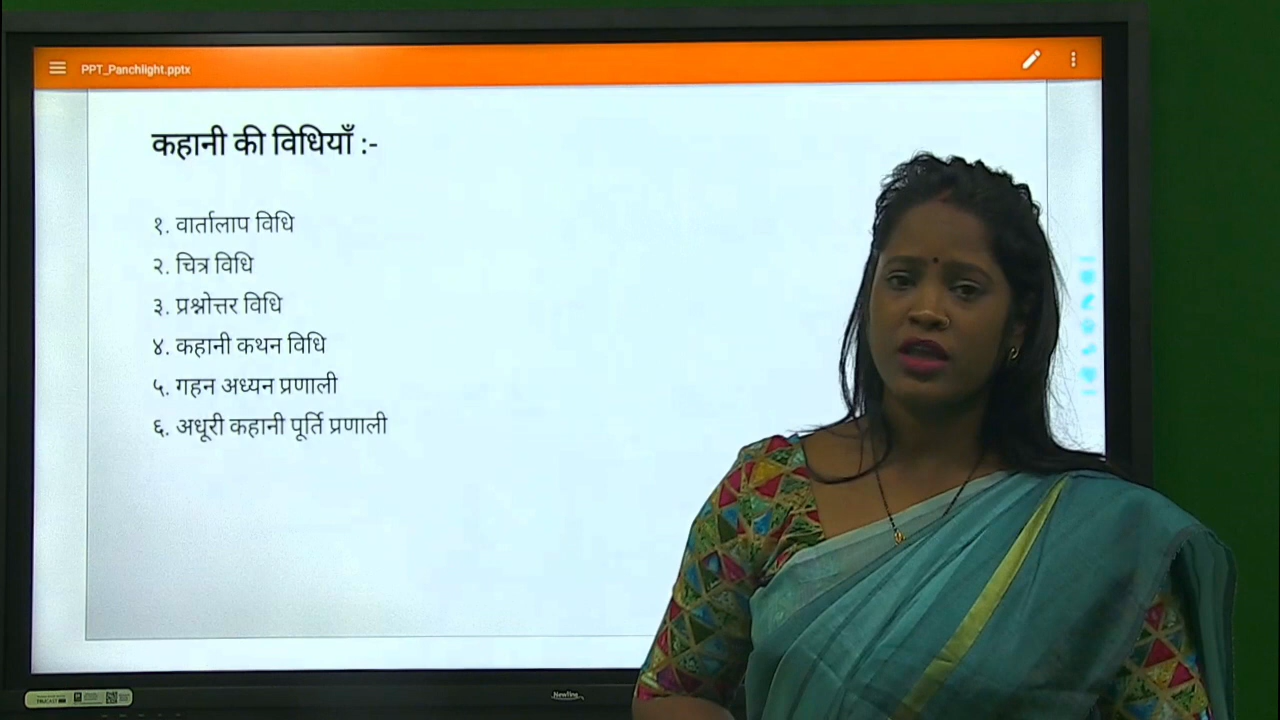 PPT_Panchlight.pptx
कहानी की विधियाँ :-
१. वार्तालाप विधि
२. चित्र विधि
३. प्रश्नोत्तर विधि
४. कहानी कथन विधि
५. गहन अध्यन प्रणाली
६. अधूरी कहानी पूर्ति प्रणाली
Newline